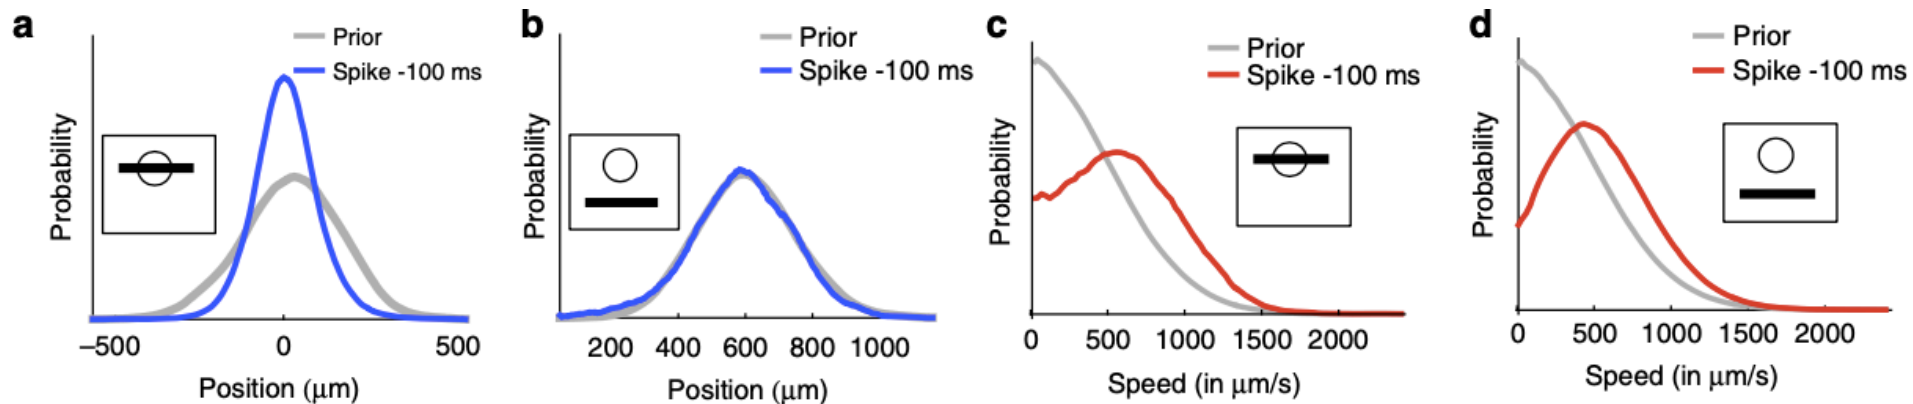 a
Prior
Spike -100 ms
Probability
–500
0
500
Position (μm)
b
Prior
Spike -100 ms
Probability
200
400
600
800
1000
Position (μm)
c
Prior
Spike -100 ms
Probability
0
500
1000
1500
2000
Speed (in μm/s)
d
Prior
Spike -100 ms
Probability
0
500
1000
1500
2000
Speed (in μm/s)